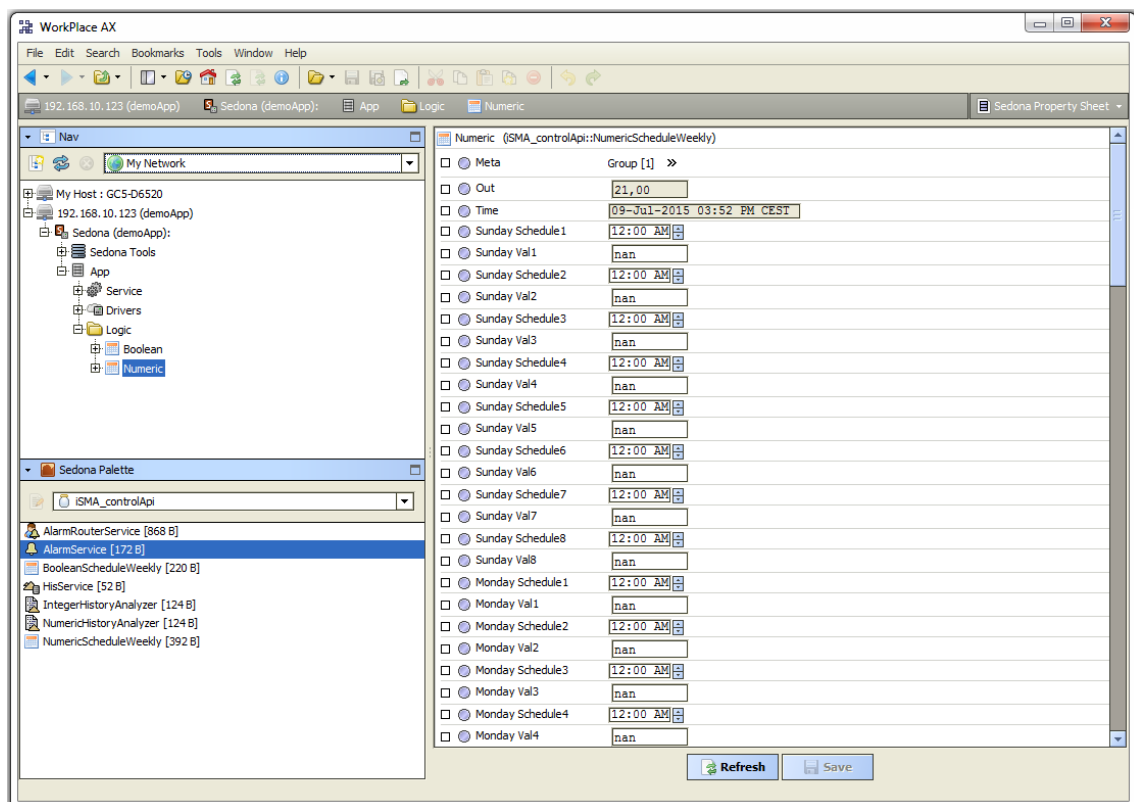 WorkPlace AX
File Edit Search Bookmarks Tools Window Help
192.168.10.123 (demoApp) Sedona (demoApp): App Logic Numeric Sedona Property Sheet
Nav
My Network
My Host : GC5-D6520
192.168.10.123 (demoApp)
Sedona (demoApp):
Sedona Tools
App
Service
Drivers
Logic
Boolean
Numeric
Sedona Palette
iSMA_controlApi
AlarmRouterService [868 B]
AlarmService [172 B]
BooleanScheduleWeekly [220 B]
HisService [52 B]
IntegerHistoryAnalyzer [124 B]
NumericHistoryAnalyzer [124 B]
NumericScheduleWeekly [392 B]
Numeric (iSMA_controlApi::NumericScheduleWeekly)
Meta Group [1] »
Out 21,00
Time 09-Jul-2015 03:52 PM CEST
Sunday Schedule1 12:00 AM
Sunday Val1 nan
Sunday Schedule2 12:00 AM
Sunday Val2 nan
Sunday Schedule3 12:00 AM
Sunday Val3 nan
Sunday Schedule4 12:00 AM
Sunday Val4 nan
Sunday Schedule5 12:00 AM
Sunday Val5 nan
Sunday Schedule6 12:00 AM
Sunday Val6 nan
Sunday Schedule7 12:00 AM
Sunday Val7 nan
Sunday Schedule8 12:00 AM
Sunday Val8 nan
Monday Schedule1 12:00 AM
Monday Val1 nan
Monday Schedule2 12:00 AM
Monday Val2 nan
Monday Schedule3 12:00 AM
Monday Val3 nan
Monday Schedule4 12:00 AM
Monday Val4 nan
Refresh Save